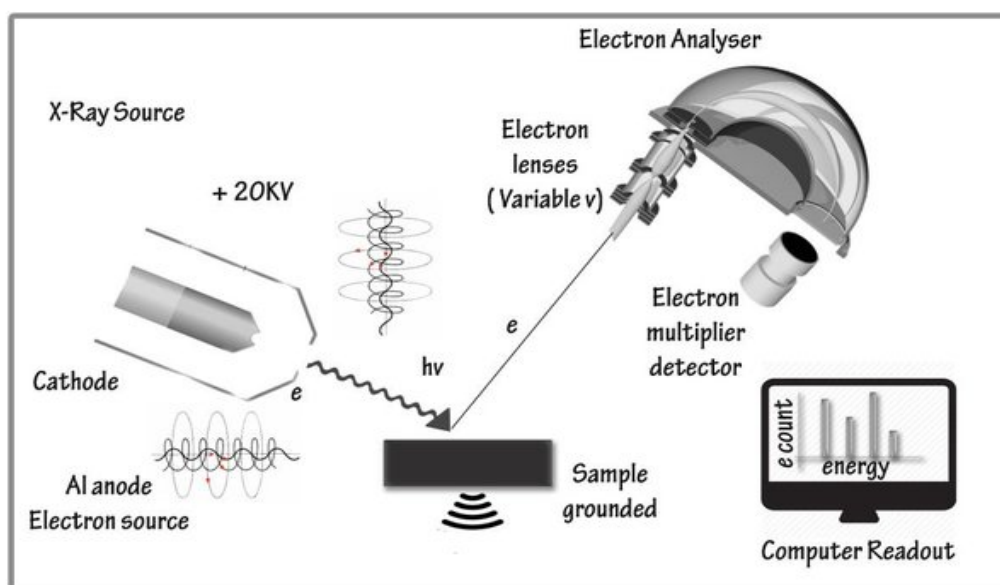 Electron Analyser
X-Ray Source
Electron
lenses
( Variable v)
+ 20KV
e
Electron
multiplier
detector
hv
Cathode
e
e count
energy
Al anode
Electron source
Sample
grounded
Computer Readout